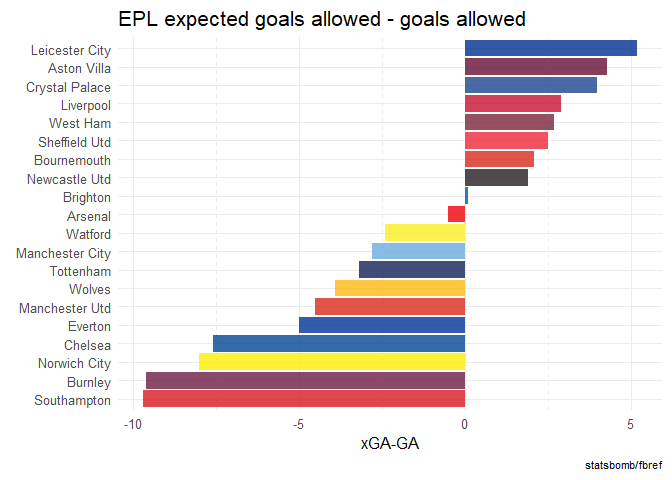 EPL expected goals allowed - goals allowed
Leicester City
Aston Villa
Crystal Palace
Liverpool
West Ham
Sheffield Utd
Bournemouth
Newcastle Utd
Brighton
Arsenal
Watford
Manchester City
Tottenham
Wolves
Manchester Utd
Everton
Chelsea
Norwich City
Burnley
Southampton
-10 -5 0 5
xGA-GA
statsbomb/fbref